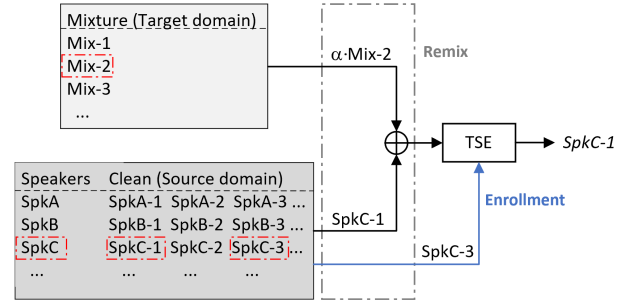 Mixture (Target domain)
Mix-1
Mix-2
Mix-3
...
α·Mix-2
Remix
TSE
SpkC-1
Enrollment
Speakers Clean (Source domain)
SpkA SpkA-1 SpkA-2 SpkA-3 ...
SpkB SpkB-1 SpkB-2 SpkB-3 ...
SpkC SpkC-1 SpkC-2 SpkC-3 ...
... ... ... ...
SpkC-1
SpkC-3